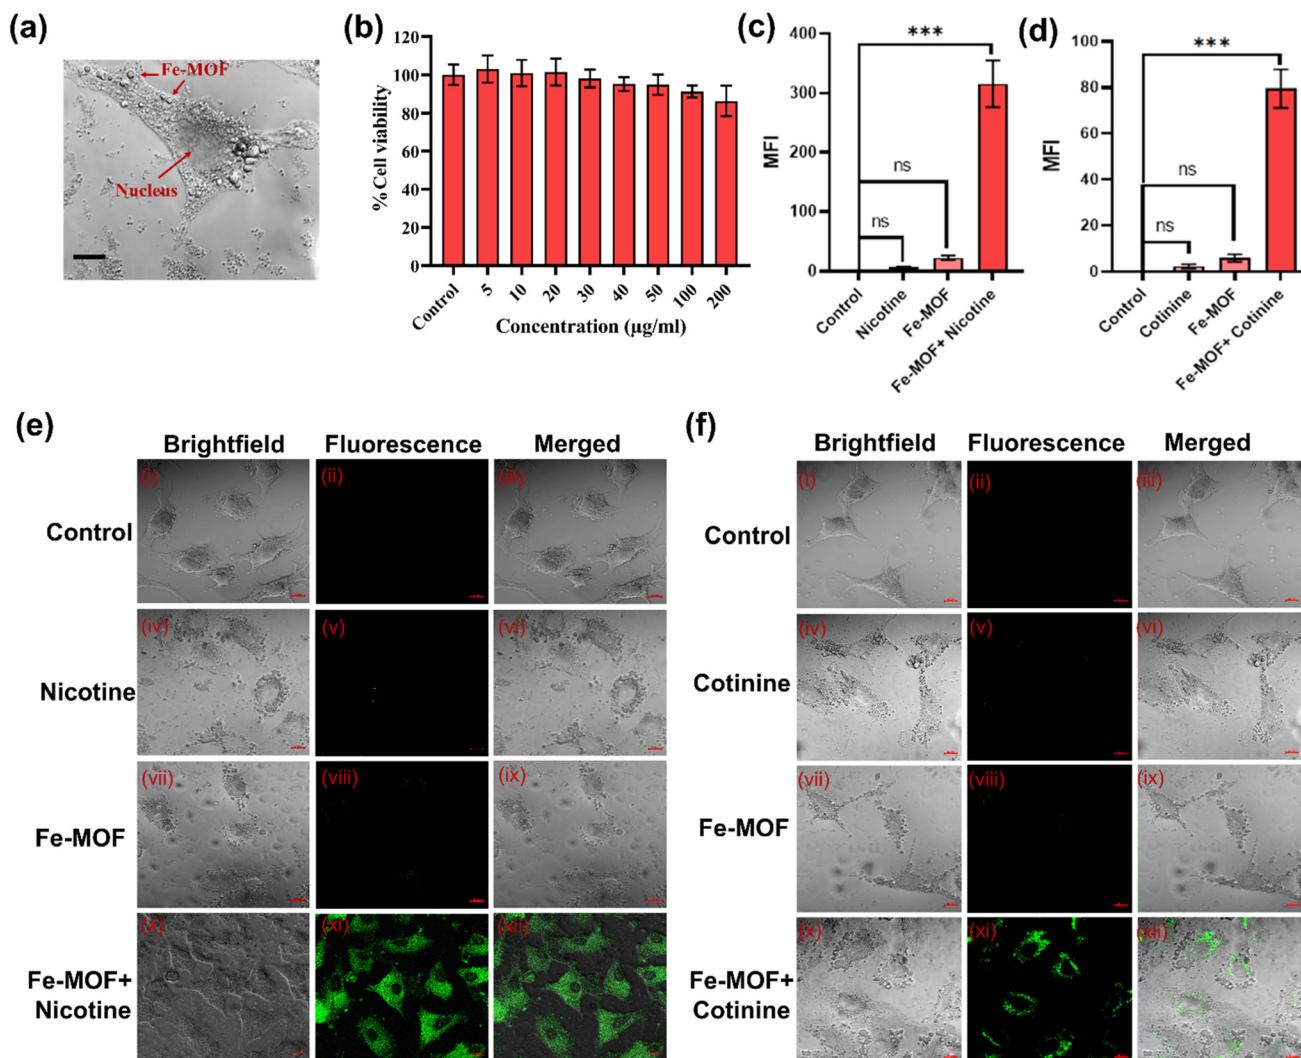 (a)
Fe-MOF
Nucleus
(b)
% Cell viability
120
100
80
60
40
20
0
Control
5
10
20
30
40
50
100
200
Concentration (µg/ml)
(c)
MFI
400
300
200
100
0
***
ns
ns
Control
Nicotine
Fe-MOF
Fe-MOF+ Nicotine
(d)
MFI
100
80
60
40
20
0
***
ns
ns
Control
Cotinine
Fe-MOF
Fe-MOF+ Cotinine
(e)
Brightfield Fluorescence Merged
Control
(i) (ii) (iii)
Nicotine
(iv) (v) (vi)
Fe-MOF
(vii) (viii) (ix)
Fe-MOF+
Nicotine
(x) (xi) (xii)
(f)
Brightfield Fluorescence Merged
Control
(i) (ii) (iii)
Cotinine
(iv) (v) (vi)
Fe-MOF
(vii) (viii) (ix)
Fe-MOF+
Cotinine
(x) (xi) (xii)